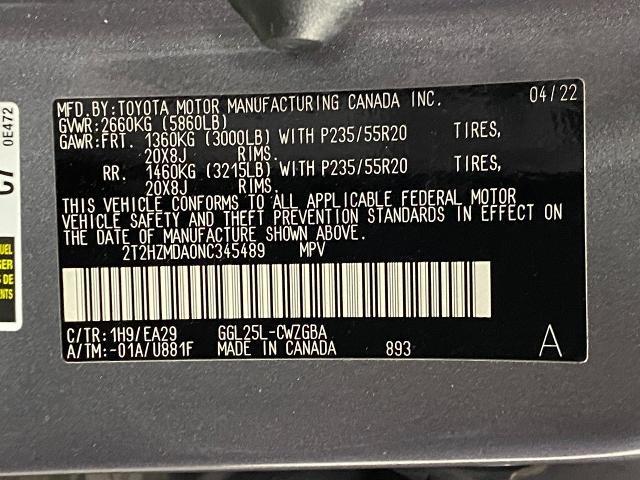 MFD.BY:TOYOTA MOTOR MANUFACTURING CANADA INC. 04/22
GVWR:2660KG (5860LB)
GAWR:FRT. 1360KG (3000LB) WITH P235/55R20 TIRES,
20X8J RIMS.
RR. 1460KG (3215LB) WITH P235/55R20 TIRES,
20X8J RIMS.
THIS VEHICLE CONFORMS TO ALL APPLICABLE FEDERAL MOTOR
VEHICLE SAFETY AND THEFT PREVENTION STANDARDS IN EFFECT ON
THE DATE OF MANUFACTURE SHOWN ABOVE.
2T2HZMDA0NC345489 MPV
C/TR:1H9/EA29 GGL25L-CWZGBA
A/TM:-01A/U881F MADE IN CANADA 893 A
0E472